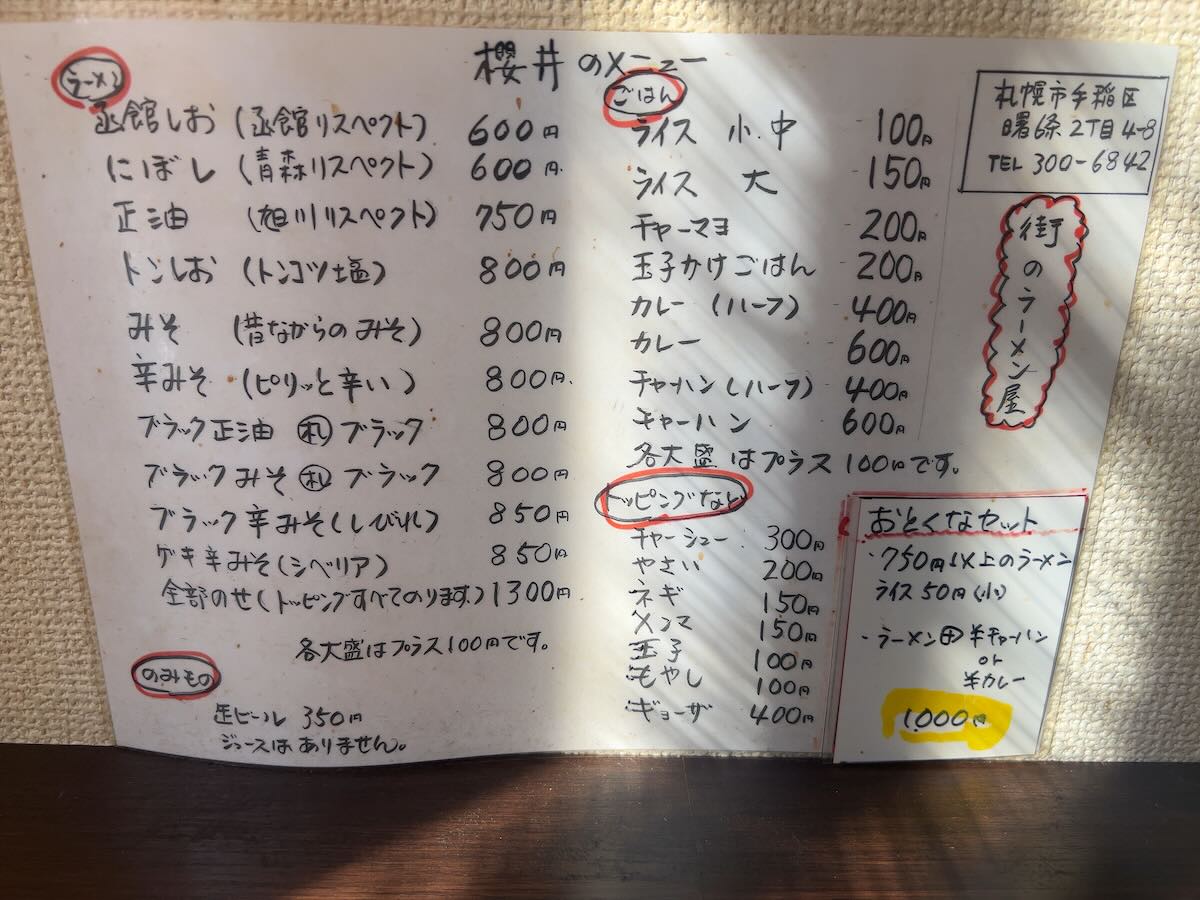 櫻井のメニュー
ラーメン
函館しお（函館リスペクト） 600円
にぼし（青森リスペクト） 600円
正油（旭川リスペクト） 750円
トンしお（トンコツ塩） 800円
みそ（昔ながらのみそ） 800円
辛みそ（ピリッと辛い） 800円
ブラック正油 ㊥ブラック 800円
ブラックみそ ブラック 800円
ブラック辛みそ（しびれ） 850円
ゲキ辛みそ（シベリア） 850円
全部のせ（トッピングすべてのります） 1300円
各大盛はプラス100円です。
のみもの
缶ビール 350円
ジュースはありません。
ごはん
ライス 小.中 100円
ライス 大 150円
チャーマヨ 200円
玉子かけごはん 200円
カレー（ハーフ） 400円
カレー 600円
チャーハン（ハーフ） 400円
チャーハン 600円
各大盛はプラス100円です。
トッピングなど
チャーシュー 300円
やさい 200円
ネギ 150円
メンマ 150円
玉子 100円
もやし 100円
ギョーザ 400円
札幌市手稲区
曙6条2丁目4-8
TEL 300-6842
街のラーメン屋
おとくなセット
・750円以上のラーメン
ライス50円（小）
・ラーメン＋半チャーハン
or
半カレー
1000円